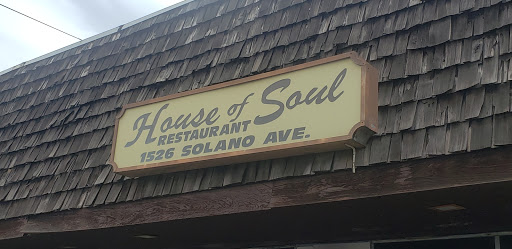 House of Soul
RESTAURANT
1526 SOLANO AVE.